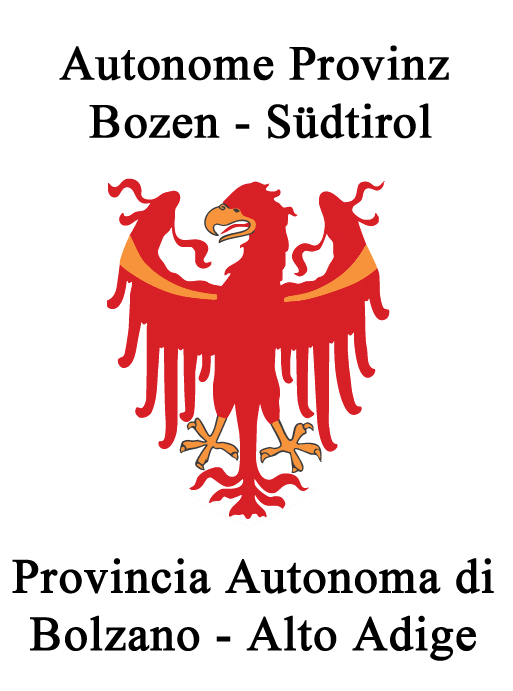 Autonome Provinz
Bozen - Südtirol
Provincia Autonoma di
Bolzano - Alto Adige